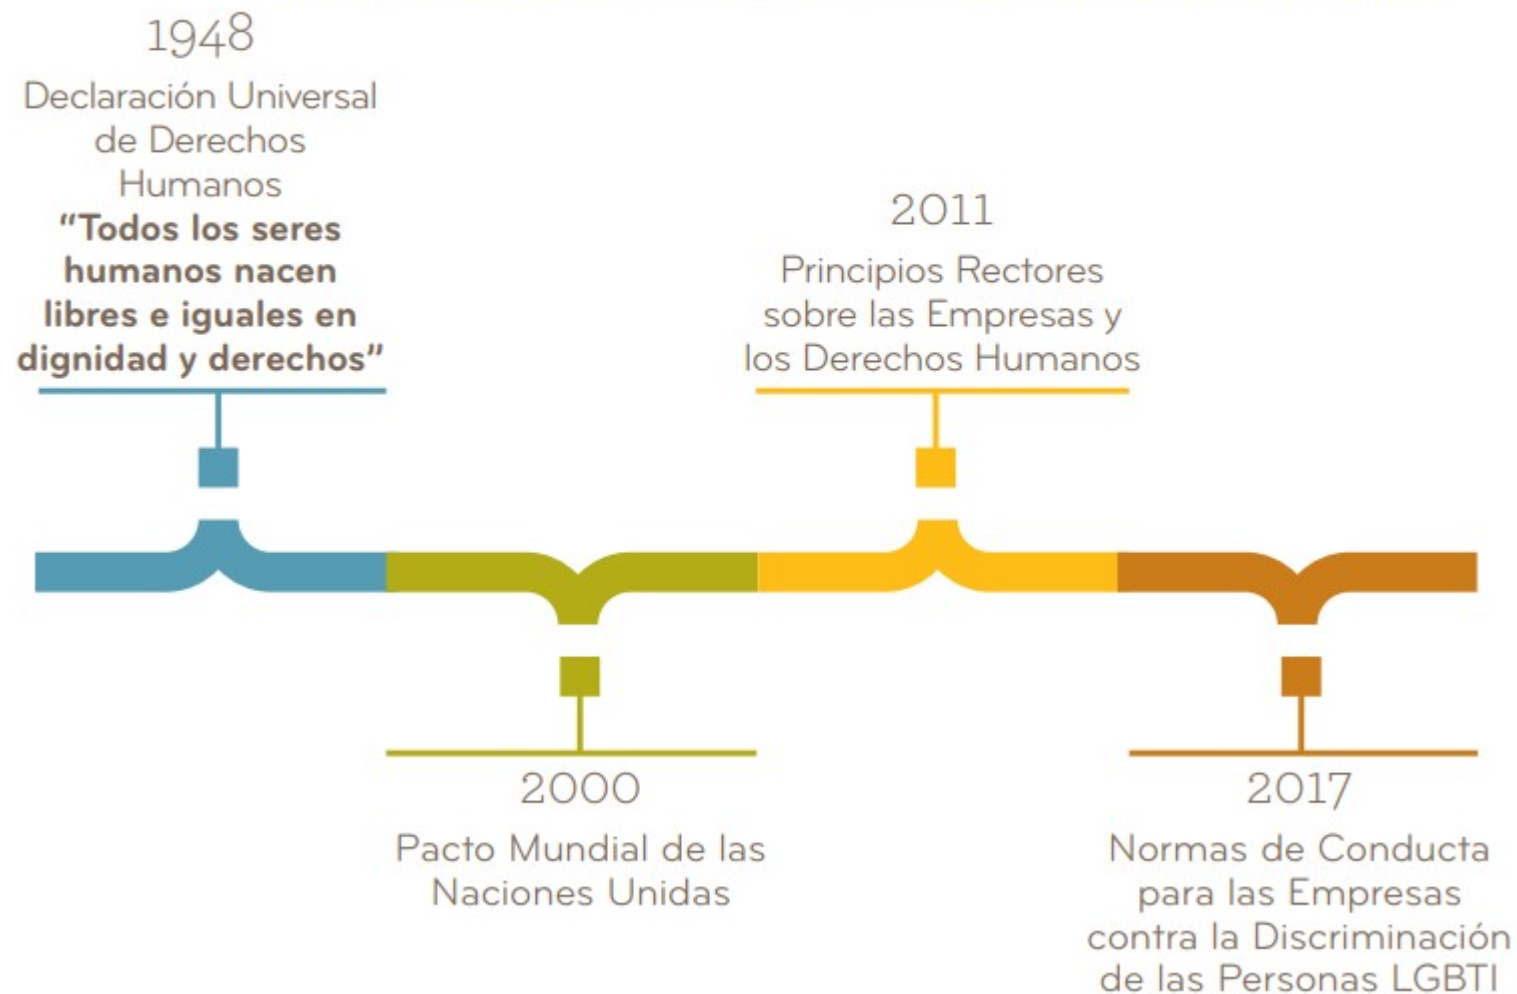 1948
Declaración Universal
de Derechos
Humanos
“Todos los seres
humanos nacen
libres e iguales en
dignidad y derechos”
2000
Pacto Mundial de las
Naciones Unidas
2011
Principios Rectores
sobre las Empresas y
los Derechos Humanos
2017
Normas de Conducta
para las Empresas
contra la Discriminación
de las Personas LGBTI